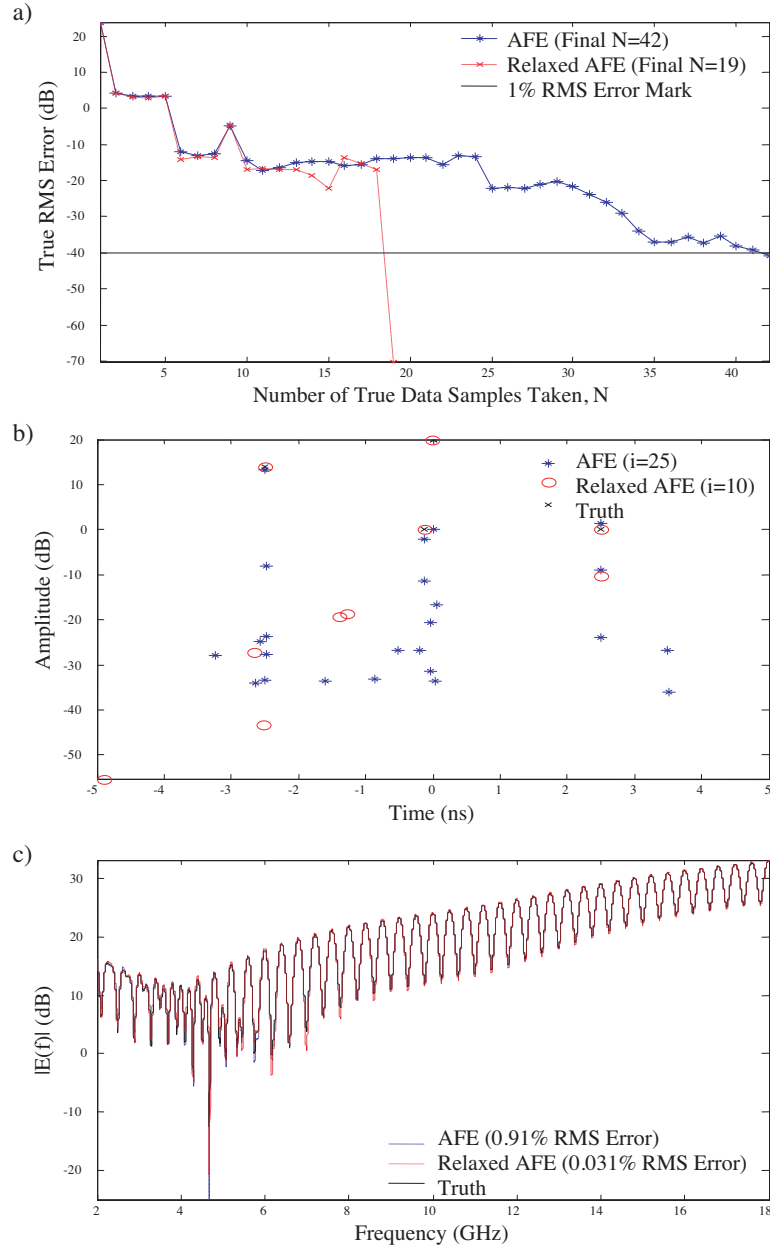 a)
20
10
0
-10
-20
-30
-40
-50
-60
-70
True RMS Error (dB)
AFE (Final N=42)
Relaxed AFE (Final N=19)
1% RMS Error Mark
5 10 15 20 25 30 35 40
Number of True Data Samples Taken, N
b)
20
10
0
-10
-20
-30
-40
-50
Amplitude (dB)
AFE (i=25)
Relaxed AFE (i=10)
Truth
-5 -4 -3 -2 -1 0 1 2 3 4 5
Time (ns)
c)
30
20
10
0
-10
-20
|E(f)| (dB)
AFE (0.91% RMS Error)
Relaxed AFE (0.031% RMS Error)
Truth
2 4 6 8 10 12 14 16 18
Frequency (GHz)